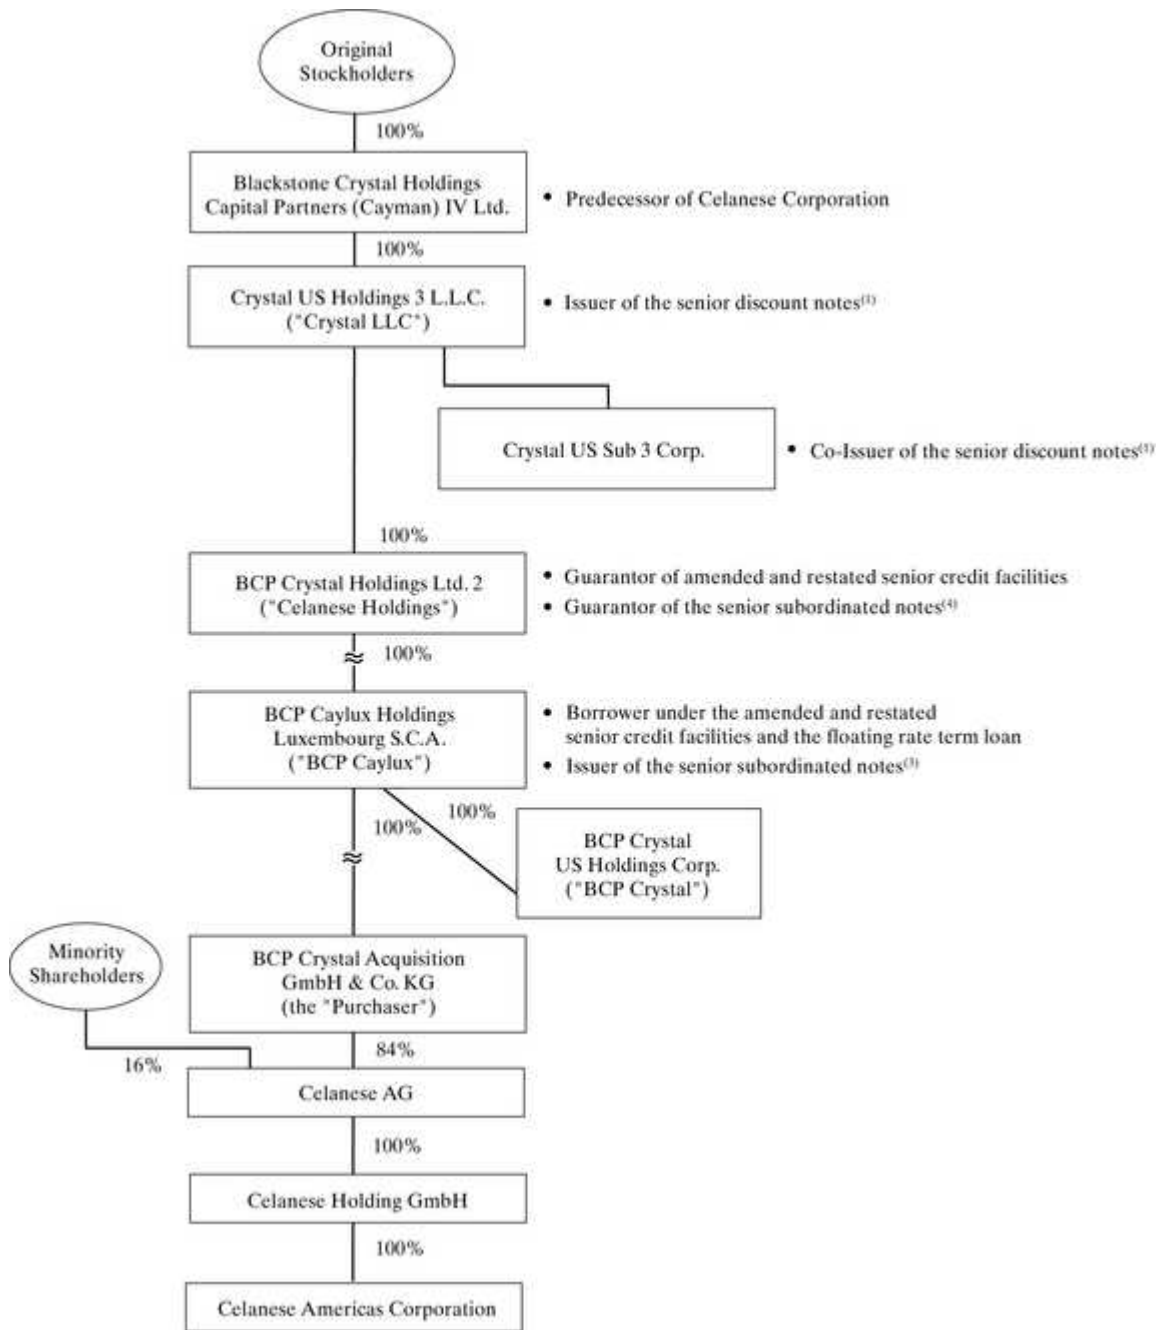 Original
Stockholders
100%
Blackstone Crystal Holdings
Capital Partners (Cayman) IV Ltd.
• Predecessor of Celanese Corporation
100%
Crystal US Holdings 3 L.L.C.
("Crystal LLC")
• Issuer of the senior discount notes(1)
Crystal US Sub 3 Corp.
• Co-Issuer of the senior discount notes(1)
100%
BCP Crystal Holdings Ltd. 2
("Celanese Holdings")
• Guarantor of amended and restated senior credit facilities
• Guarantor of the senior subordinated notes(4)
100%
BCP Caylux Holdings
Luxembourg S.C.A.
("BCP Caylux")
• Borrower under the amended and restated
senior credit facilities and the floating rate term loan
• Issuer of the senior subordinated notes(3)
100%
100%
BCP Crystal
US Holdings Corp.
("BCP Crystal")
Minority
Shareholders
BCP Crystal Acquisition
GmbH & Co. KG
(the "Purchaser")
16%
84%
Celanese AG
100%
Celanese Holding GmbH
100%
Celanese Americas Corporation